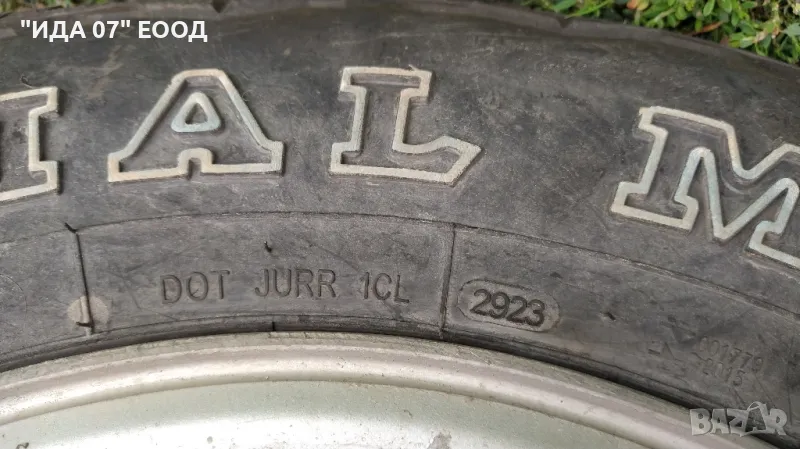 "ИДА 07" ЕООД
IAL M
DOT JURR 1CL 2923
BAZAR